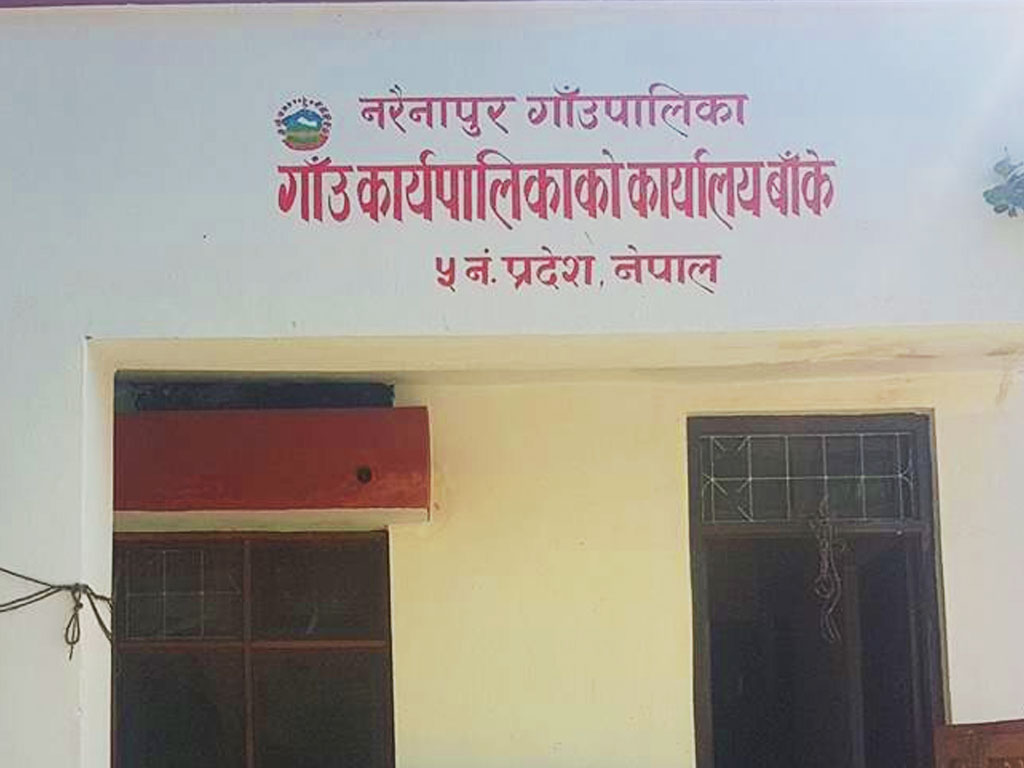 नरैनापुर गाँउपालिका
गाँउ कार्यपालिकाको कार्यालय बाँके
५ नं. प्रदेश, नेपाल